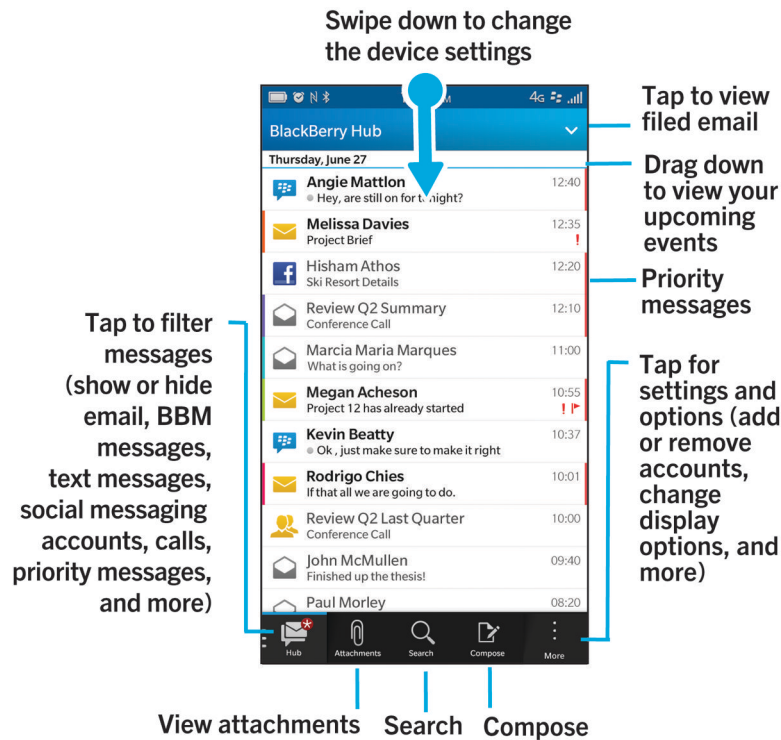 Swipe down to change
the device settings
4G
BlackBerry Hub
Thursday, June 27
Angie Mattlon 12:40
Hey, are still on for tonight?
Melissa Davies 12:35
Project Brief !
Hisham Athos 12:20
Ski Resort Details
Review Q2 Summary 12:10
Conference Call
Marcia Maria Marques 11:00
What is going on?
Megan Acheson 10:55
Project 12 has already started !
Kevin Beatty 10:37
Ok , just make sure to make it right
Rodrigo Chies 10:01
If that all we are going to do.
Review Q2 Last Quarter 10:00
Conference Call
John McMullen 09:40
Finished up the thesis!
Paul Morley 08:20
Hub Attachments Search Compose More
Tap to view
filed email
Drag down
to view your
upcoming
events
Priority
messages
Tap for
settings and
options (add
or remove
accounts,
change
display
options, and
more)
Tap to filter
messages
(show or hide
email, BBM
messages,
text messages,
social messaging
accounts, calls,
priority messages,
and more)
View attachments Search Compose